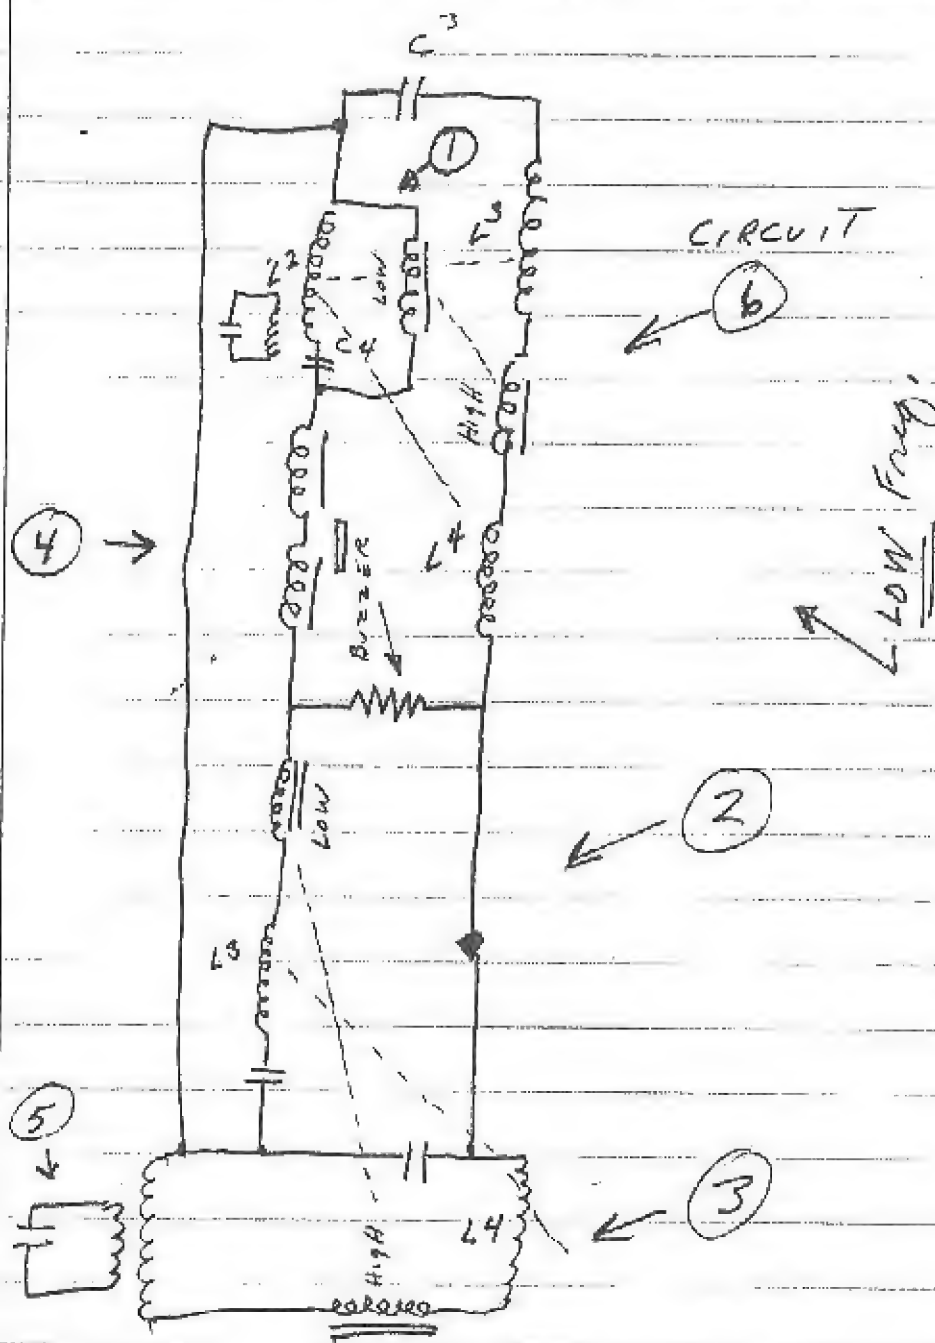 C³
1
L³
CIRCUIT
6
L²
LOW
C4
HigH
LOW Freq.
4
L4
BUZZER
LOW
2
L3
5
3
L4
HigH